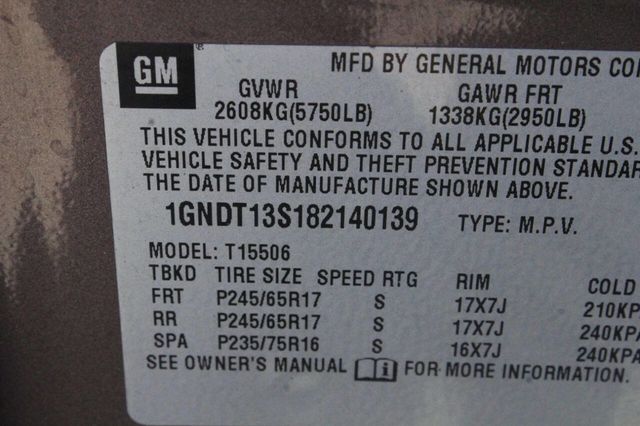 GM
MFD BY GENERAL MOTORS
GVWR GAWR FRT
2608KG(5750LB) 1338KG(2950LB)
THIS VEHICLE CONFORMS TO ALL APPLICABLE U.S.
VEHICLE SAFETY AND THEFT PREVENTION
THE DATE OF MANUFACTURE SHOWN ABOVE.
1GNDT13S182140139 TYPE: M.P.V.
MODEL: T15506
TBKD TIRE SIZE SPEED RTG RIM COLD
FRT P245/65R17 S 17X7J 210KP
RR P245/65R17 S 17X7J 240KPA
SPA P235/75R16 S 16X7J 240KPA
SEE OWNER'S MANUAL FOR MORE INFORMATION.